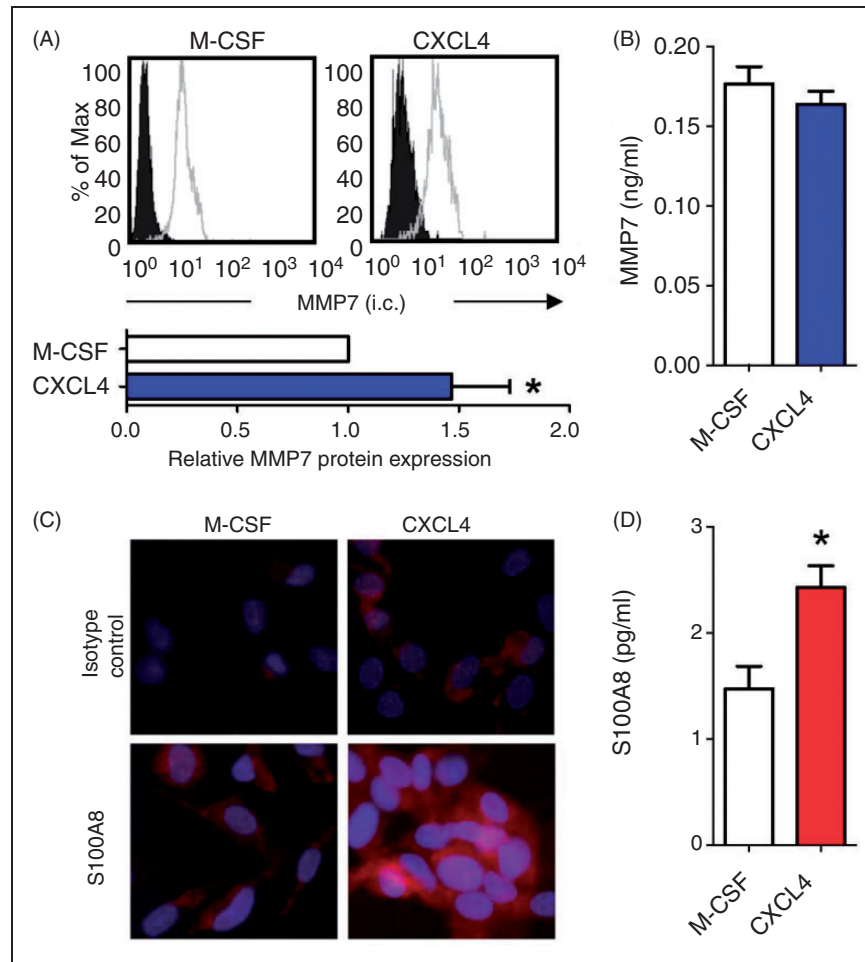 (A)
M-CSF
CXCL4
% of Max
100
80
60
40
20
0
100
80
60
40
20
0
10⁰ 10¹ 10² 10³ 10⁴
10⁰ 10¹ 10² 10³ 10⁴
MMP7 (i.c.)
M-CSF
CXCL4
*
0.0 0.5 1.0 1.5 2.0
Relative MMP7 protein expression
(B)
MMP7 (ng/ml)
0.20
0.15
0.10
0.05
0.00
M-CSF
CXCL4
(C)
M-CSF
CXCL4
Isotype
control
S100A8
(D)
S100A8 (pg/ml)
3
2
1
0
*
M-CSF
CXCL4